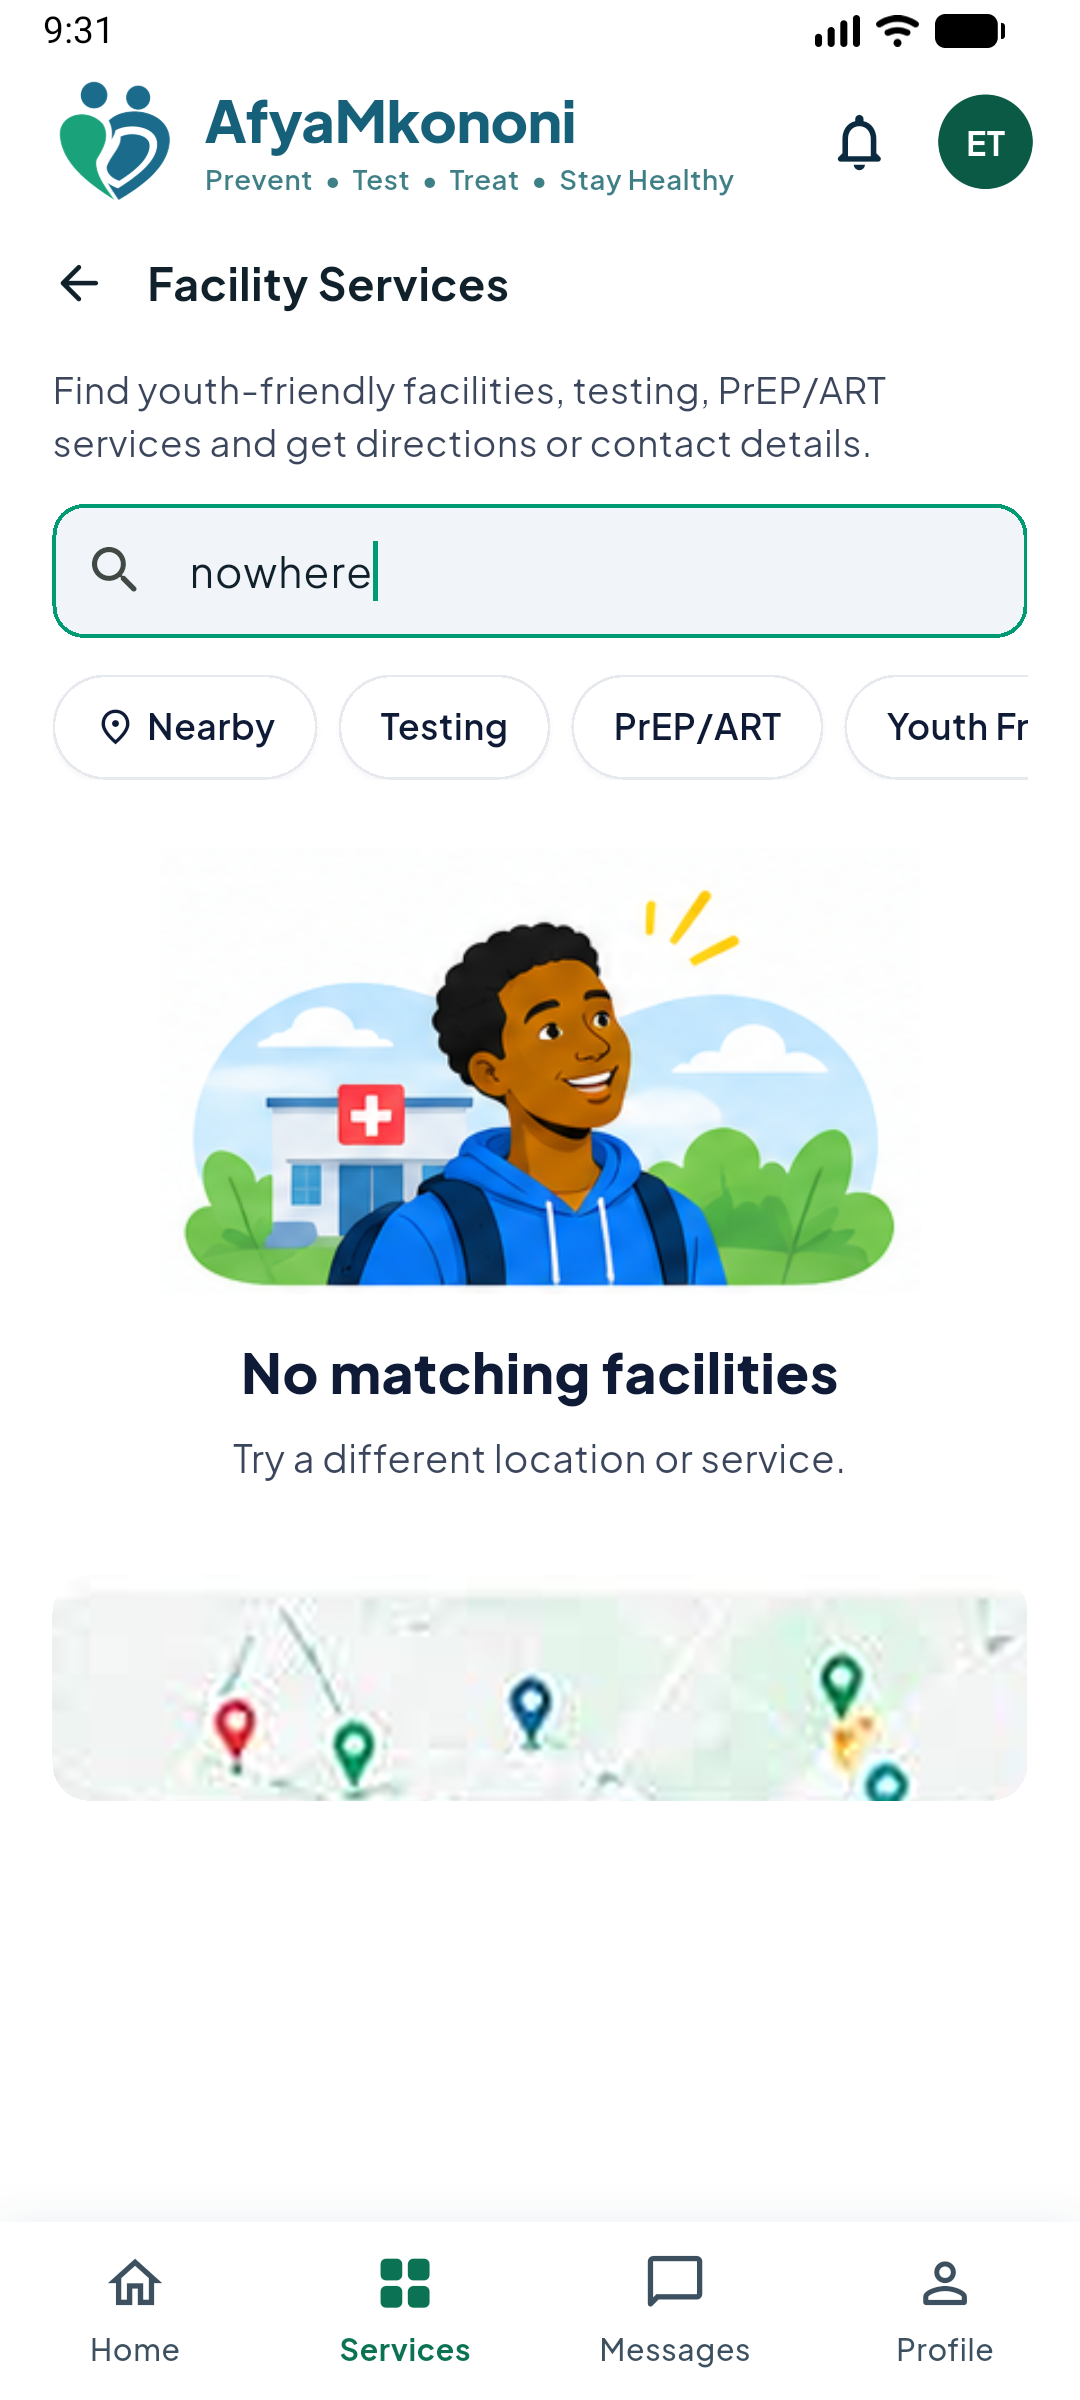 9:31
AfyaMkononi
Prevent • Test • Treat • Stay Healthy
ET
Facility Services
Find youth-friendly facilities, testing, PrEP/ART
services and get directions or contact details.
nowhere
Nearby
Testing
PrEP/ART
Youth Fr
No matching facilities
Try a different location or service.
Home
Services
Messages
Profile